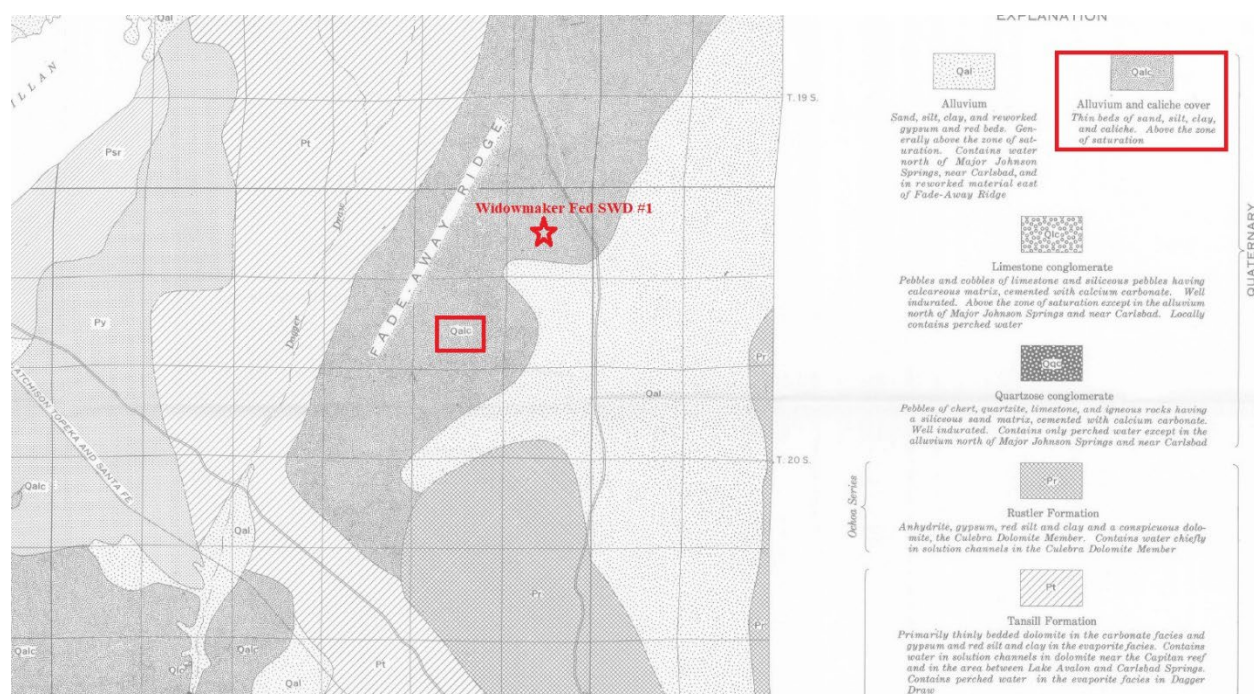 EXPLANATION
Qal
Qalc
Alluvium
Sand, silt, clay, and reworked
gypsum and red beds. Gen-
erally above the zone of sat-
uration. Contains water
north of Major Johnson
Springs, near Carlsbad, and
in reworked material east
of Fade-Away Ridge
Alluvium and caliche cover
Thin beds of sand, silt, clay,
and caliche. Above the zone
of saturation
Qlc
Limestone conglomerate
Pebbles and cobbles of limestone and siliceous pebbles having
calcareous matrix, cemented with calcium carbonate. Well
indurated. Above the zone of saturation except in the alluvium
north of Major Johnson Springs and near Carlsbad. Locally
contains perched water
Quartzose conglomerate
Pebbles of chert, quartzite, limestone, and igneous rocks having
a siliceous sand matrix, cemented with calcium carbonate.
Well indurated. Contains only perched water except in the
alluvium north of Major Johnson Springs and near Carlsbad
QUATERNARY
Ochoa Series
Pr
Rustler Formation
Anhydrite, gypsum, red silt and clay and a conspicuous dolo-
mite, the Culebra Dolomite Member. Contains water chiefly
in solution channels in the Culebra Dolomite Member
Pt
Tansill Formation
Primarily thinly bedded dolomite in the carbonate facies and
gypsum and red silt and clay in the evaporite facies. Contains
water in solution channels in dolomite near the Capitan reef
and in the area between Lake Avalon and Carlsbad Springs.
Contains perched water in the evaporite facies in Dagger
Draw
Qal
ILLAN
T. 19 S.
Psr
Pt
Draw
FADE-AWAY RIDGE
Widowmaker Fed SWD #1
Py
Dagger
Qalc
Pr
Qal
ATCHISON TOPEKA AND SANTA FE
T. 20 S.
Qalc
Qal
Pr
Pr
Qalc
Qlc
Qalc
Pt
Qal